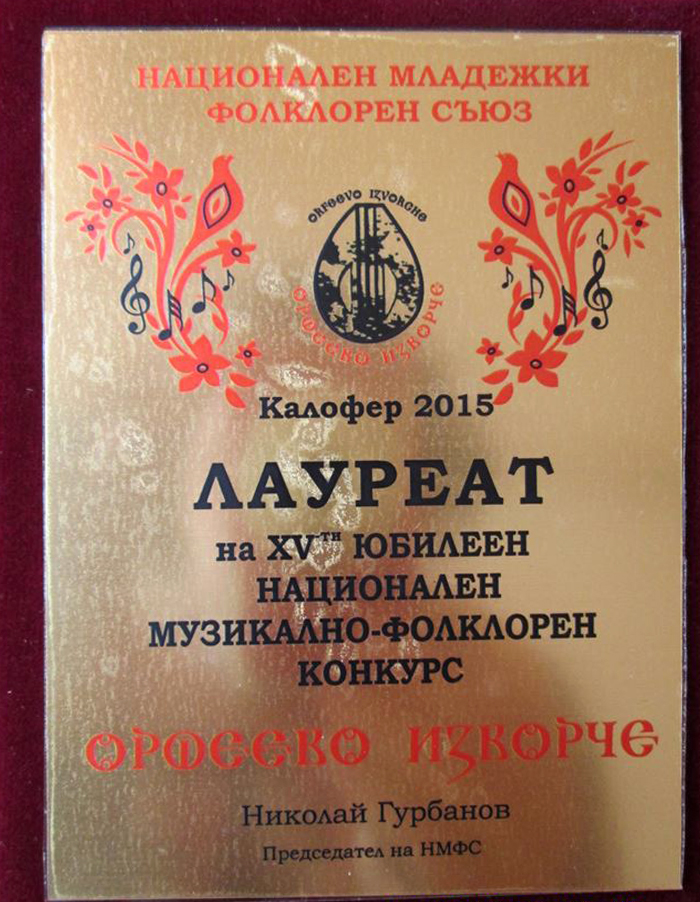 НАЦИОНАЛЕН МЛАДЕЖКИ
ФОЛКЛОРЕН СЪЮЗ
ORFEEVO IZVORCHE
ОРФЕЕВО ИЗВОРЧЕ
Калофер 2015
ЛАУРЕАТ
на XV-ти ЮБИЛЕЕН
НАЦИОНАЛЕН
МУЗИКАЛНО-ФОЛКЛОРЕН
КОНКУРС
ОРФЕЕВО ИЗВОРЧЕ
Николай Гурбанов
Председател на НМФС